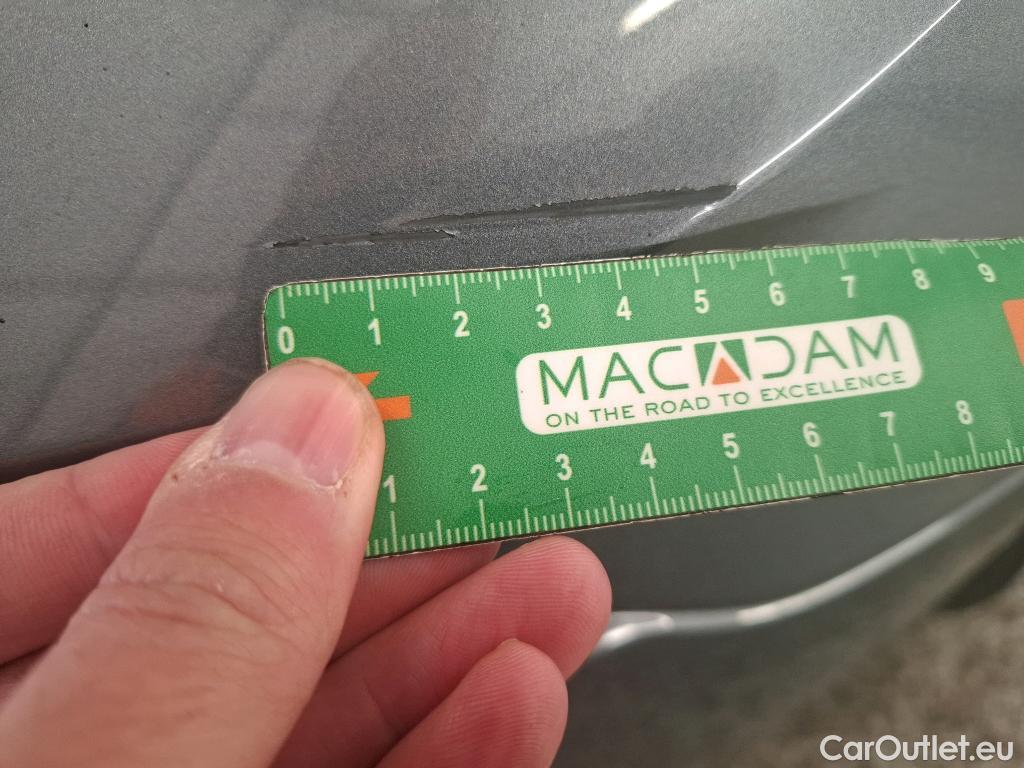 0 1 2 3 4 5 6 7 8 9
MACADAM
ON THE ROAD TO EXCELLENCE
1 2 3 4 5 6 7 8
CarOutlet.eu